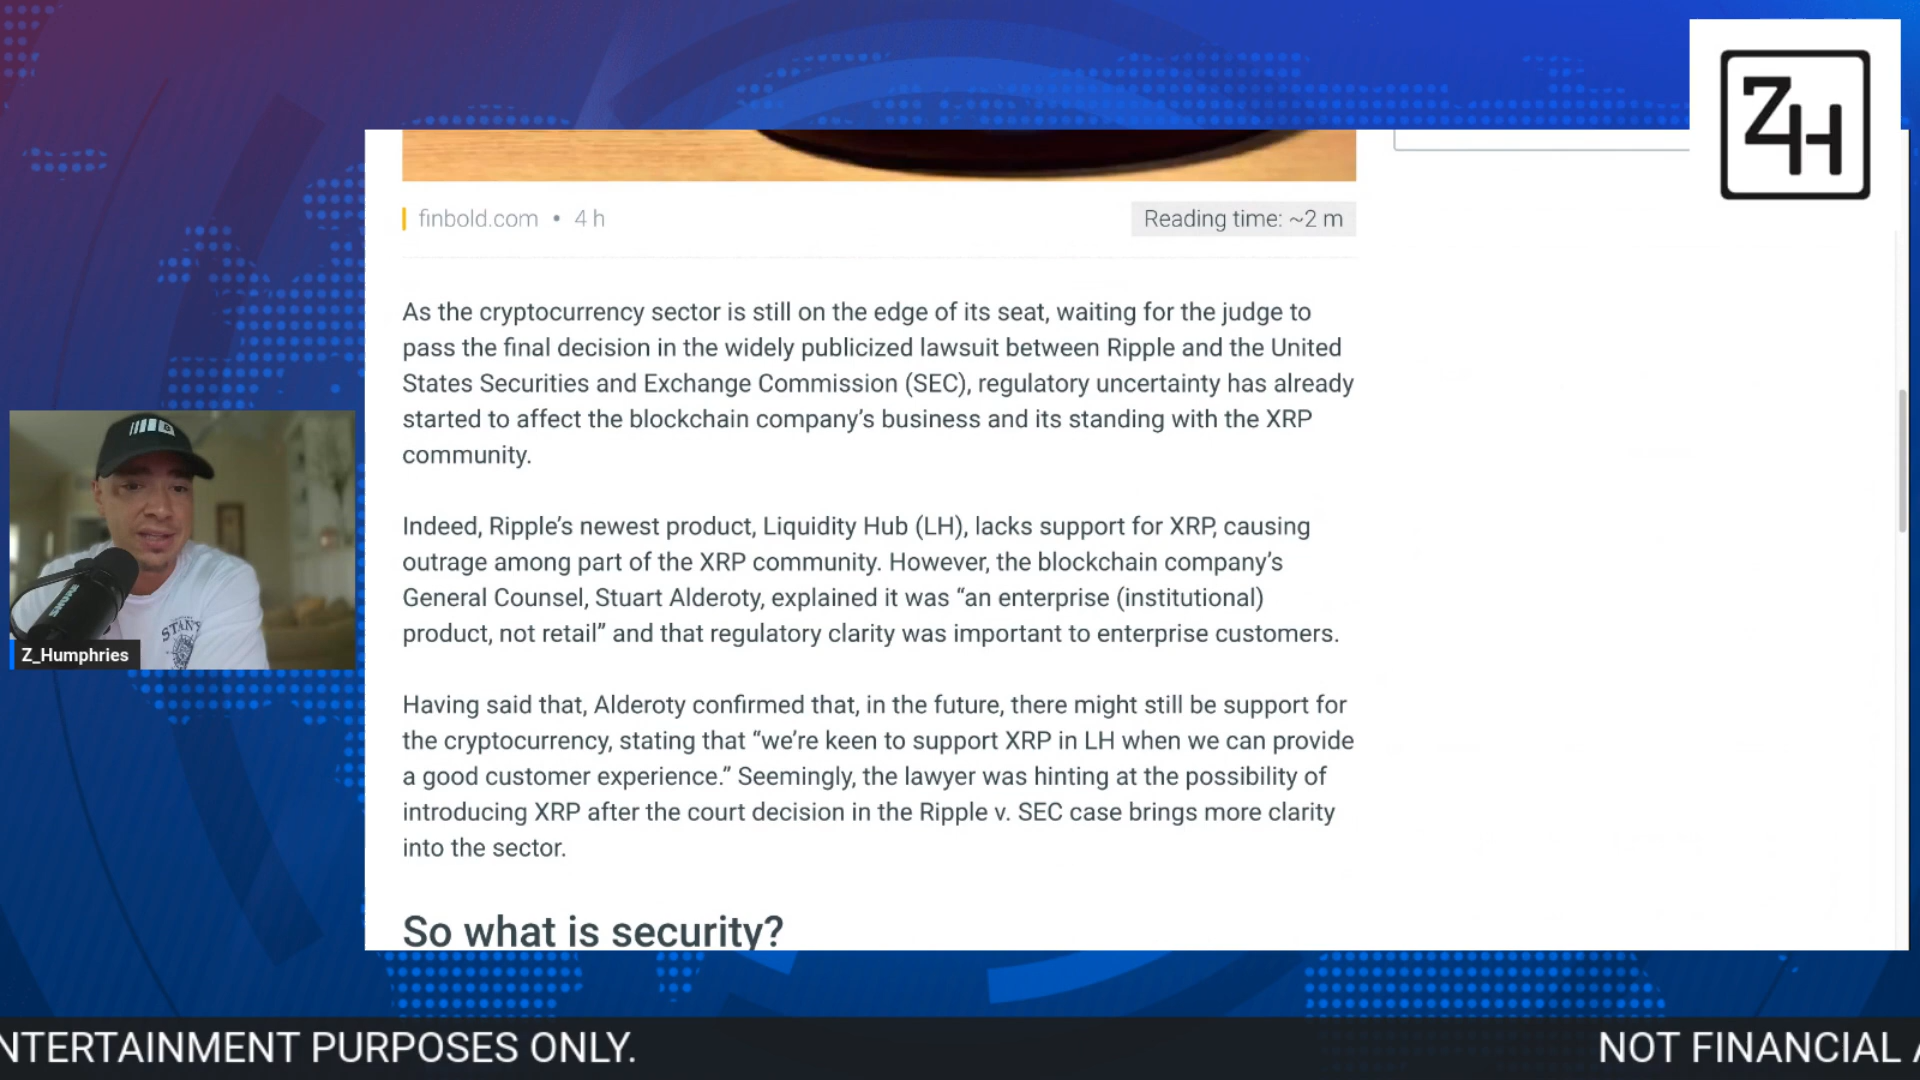 ZH
finbold.com • 4 h
Reading time: ~2 m
As the cryptocurrency sector is still on the edge of its seat, waiting for the judge to
pass the final decision in the widely publicized lawsuit between Ripple and the United
States Securities and Exchange Commission (SEC), regulatory uncertainty has already
started to affect the blockchain company’s business and its standing with the XRP
community.
Indeed, Ripple’s newest product, Liquidity Hub (LH), lacks support for XRP, causing
outrage among part of the XRP community. However, the blockchain company’s
General Counsel, Stuart Alderoty, explained it was “an enterprise (institutional)
product, not retail” and that regulatory clarity was important to enterprise customers.
Having said that, Alderoty confirmed that, in the future, there might still be support for
the cryptocurrency, stating that “we’re keen to support XRP in LH when we can provide
a good customer experience.” Seemingly, the lawyer was hinting at the possibility of
introducing XRP after the court decision in the Ripple v. SEC case brings more clarity
into the sector.
So what is security?
STAN
Z_Humphries
NTERTAINMENT PURPOSES ONLY.
NOT FINANCIAL A